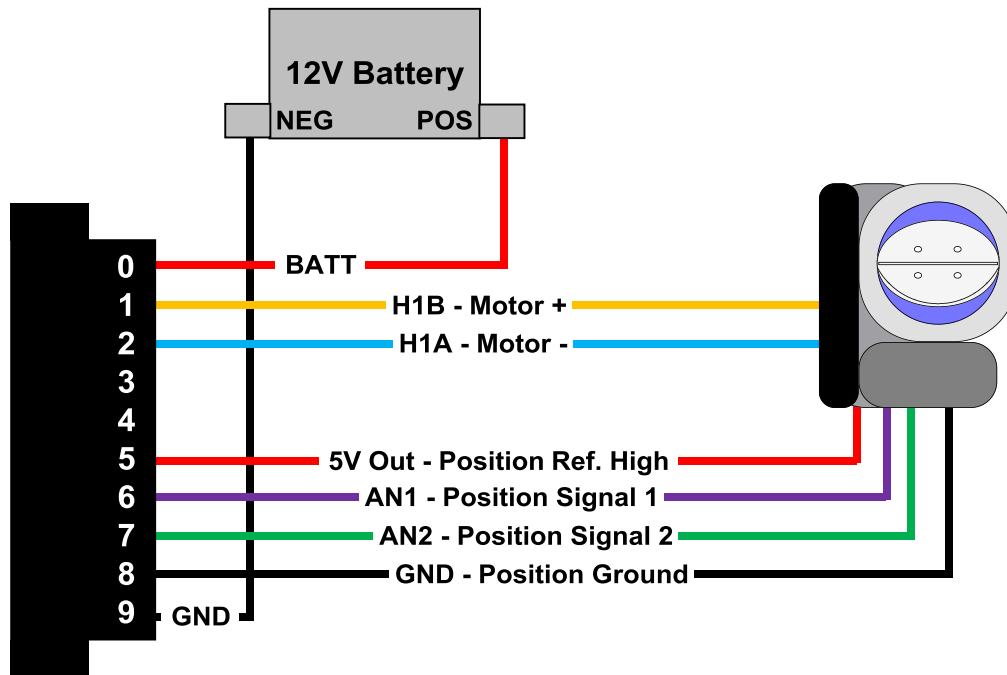 12V Battery
NEG POS
0 BATT
1 H1B - Motor +
2 H1A - Motor -
3
4
5 5V Out - Position Ref. High
6 AN1 - Position Signal 1
7 AN2 - Position Signal 2
8 GND - Position Ground
9 GND